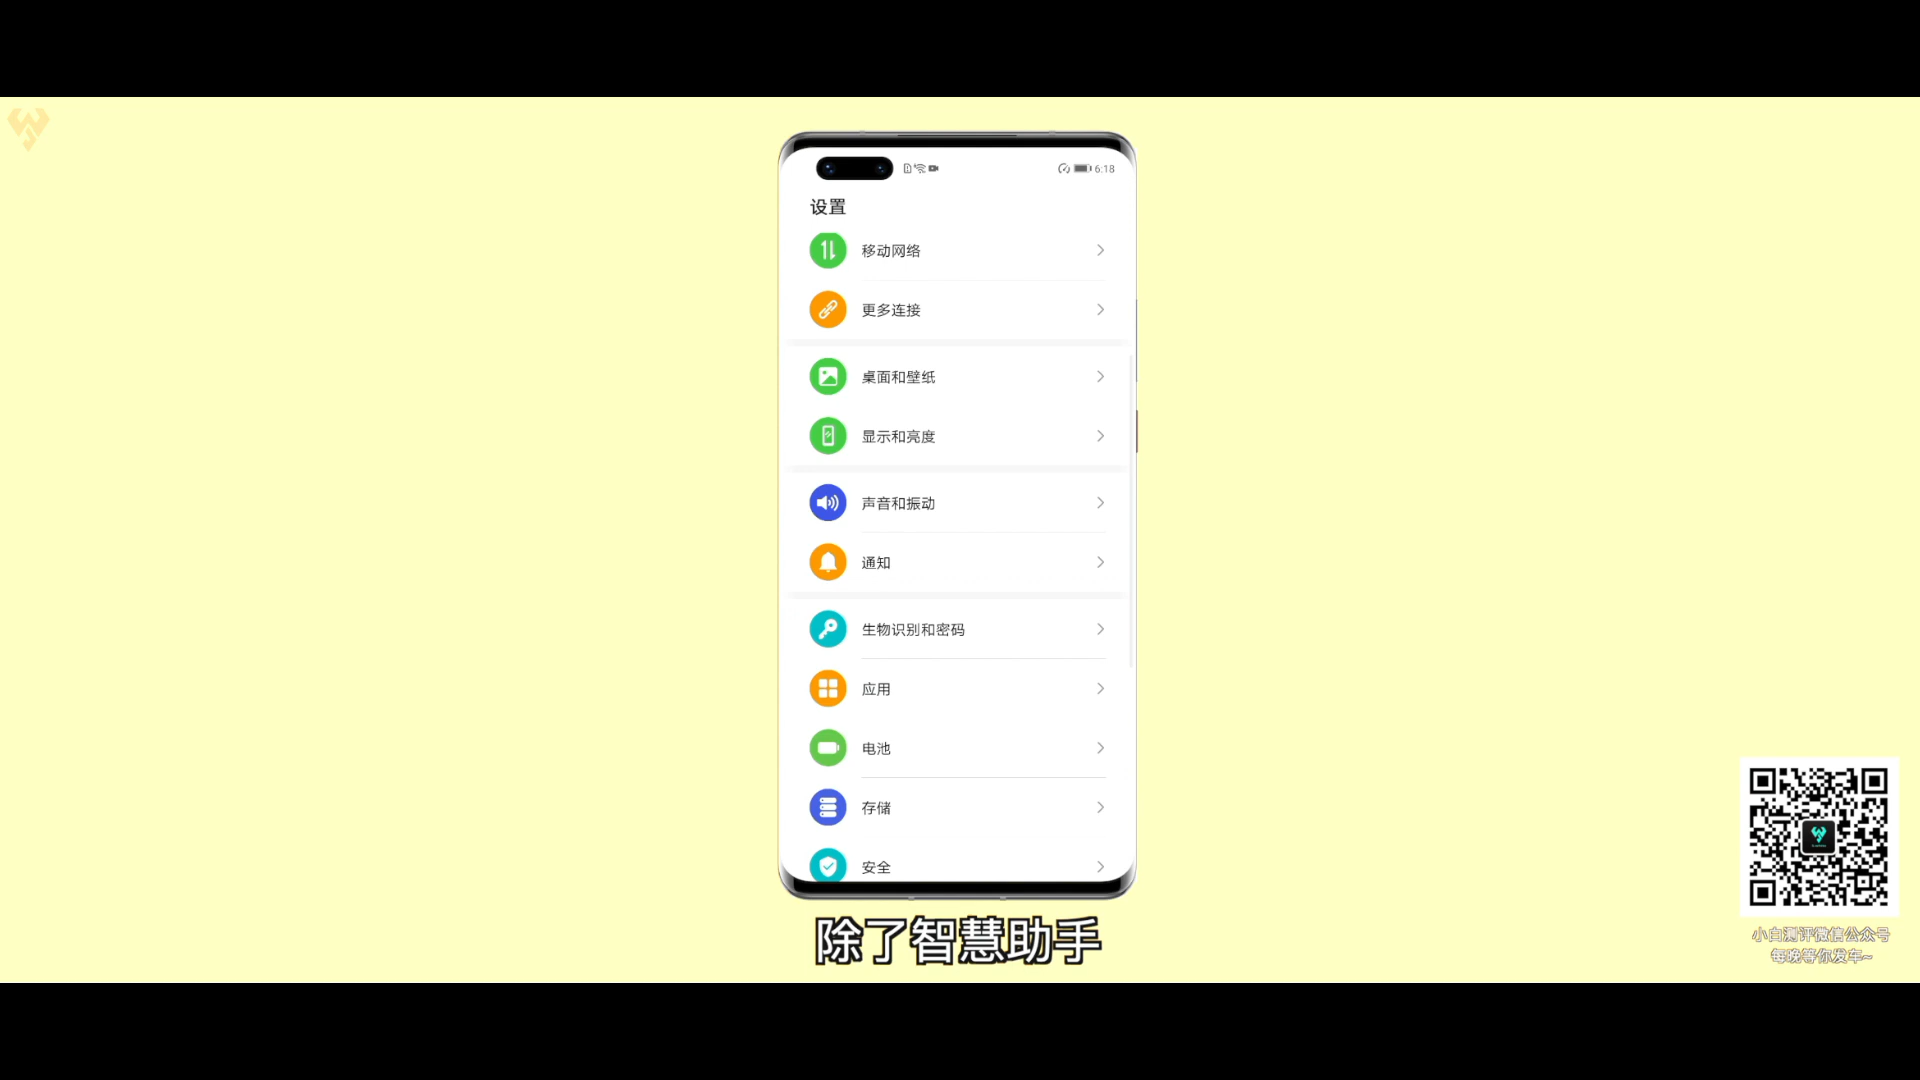 6:18
设置
移动网络
更多连接
桌面和壁纸
显示和亮度
声音和振动
通知
生物识别和密码
应用
电池
存储
安全
除了智慧助手
小白测评微信公众号
每晚等你发车~